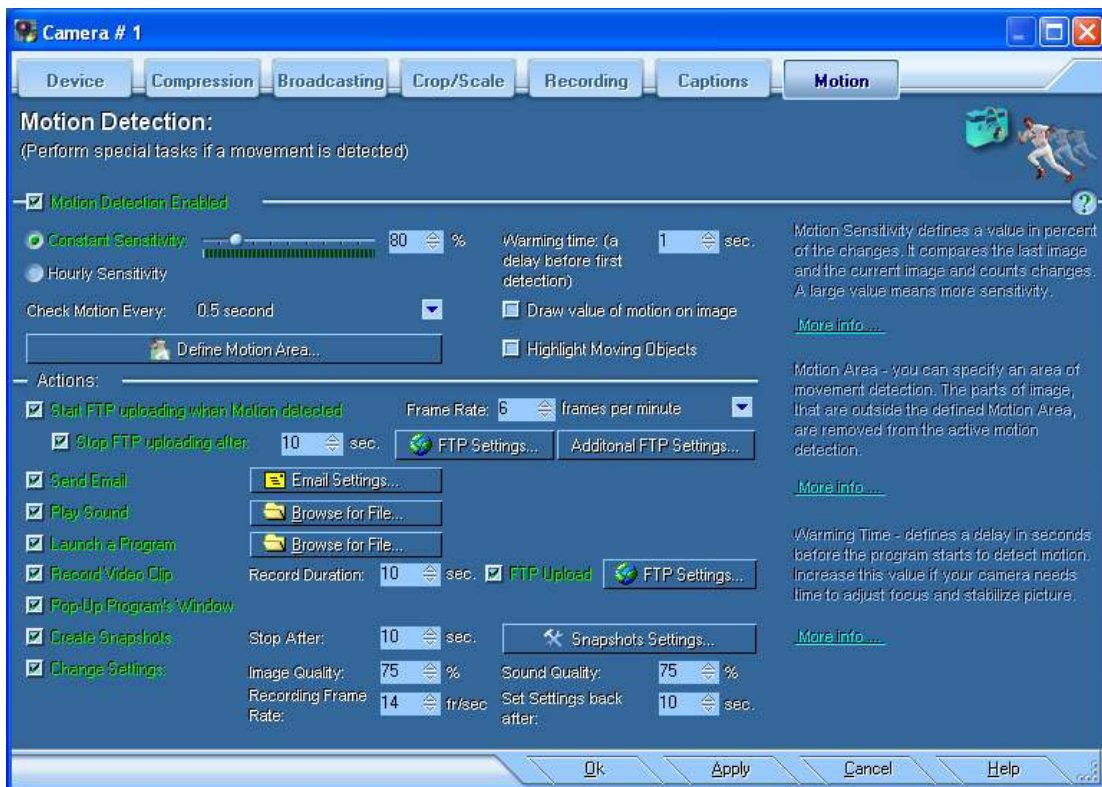 Camera # 1
Device Compression Broadcasting Crop/Scale Recording Captions Motion
Motion Detection:
(Perform special tasks if a movement is detected)
Motion Detection Enabled
?
Constant Sensitivity: 80 %
Hourly Sensitivity
Check Motion Every: 0.5 second
Define Motion Area...
Warming time: (a
delay before first
detection)
1 sec.
Draw value of motion on image
Highlight Moving Objects
Motion Sensitivity defines a value in percent
of the changes. It compares the last image
and the current image and counts changes.
A large value means more sensitivity.
More info ....
Actions:
Start FTP uploading when Motion detected Frame Rate: 6 frames per minute
Stop FTP uploading after: 10 sec. FTP Settings... Additonal FTP Settings...
Send Email Email Settings...
Play Sound Browse for File...
Launch a Program Browse for File...
Record Video Clip Record Duration: 10 sec. FTP Upload FTP Settings...
Pop-Up Program's Window
Create Snapshots Stop After: 10 sec. Snapshots Settings...
Change Settings: Image Quality: 75 % Sound Quality: 75 %
Recording Frame
Rate:
14 fr/sec
Set Settings back
after:
10 sec.
Motion Area - you can specify an area of
movement detection. The parts of image,
that are outside the defined Motion Area,
are removed from the active motion
detection.
More info ....
Warming Time - defines a delay in seconds
before the program starts to detect motion.
Increase this value if your camera needs
time to adjust focus and stabilize picture.
More info ....
Ok Apply Cancel Help